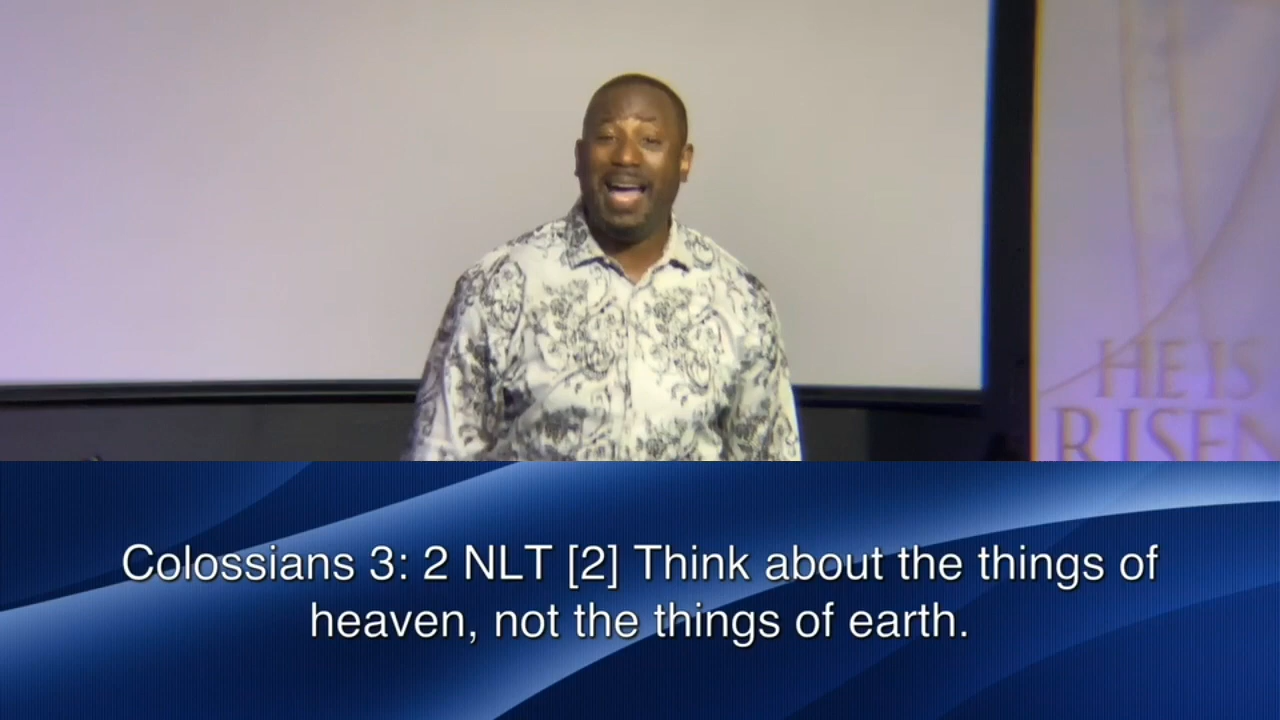 HE IS
RISEN
Colossians 3: 2 NLT [2] Think about the things of
heaven, not the things of earth.